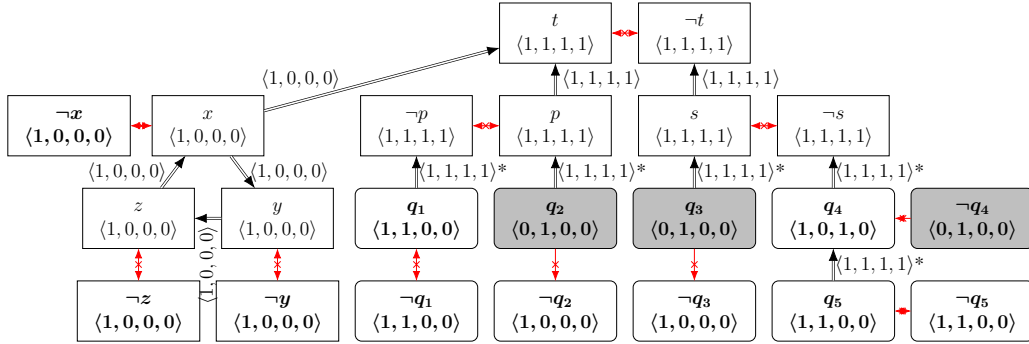 t
⟨1, 1, 1, 1⟩
¬t
⟨1, 1, 1, 1⟩
⟨1, 0, 0, 0⟩
⟨1, 1, 1, 1⟩
⟨1, 1, 1, 1⟩
¬x
⟨1, 0, 0, 0⟩
x
⟨1, 0, 0, 0⟩
¬p
⟨1, 1, 1, 1⟩
p
⟨1, 1, 1, 1⟩
s
⟨1, 1, 1, 1⟩
¬s
⟨1, 1, 1, 1⟩
⟨1, 0, 0, 0⟩
⟨1, 0, 0, 0⟩
⟨1, 1, 1, 1⟩*
⟨1, 1, 1, 1⟩*
⟨1, 1, 1, 1⟩*
⟨1, 1, 1, 1⟩*
z
⟨1, 0, 0, 0⟩
y
⟨1, 0, 0, 0⟩
q₁
⟨1, 1, 0, 0⟩
q₂
⟨0, 1, 0, 0⟩
q₃
⟨0, 1, 0, 0⟩
q₄
⟨1, 0, 1, 0⟩
¬q₄
⟨0, 1, 0, 0⟩
⟨1, 0, 0, 0⟩
⟨1, 1, 1, 1⟩*
¬z
⟨1, 0, 0, 0⟩
¬y
⟨1, 0, 0, 0⟩
¬q₁
⟨1, 1, 0, 0⟩
¬q₂
⟨1, 0, 0, 0⟩
¬q₃
⟨1, 0, 0, 0⟩
q₅
⟨1, 1, 0, 0⟩
¬q₅
⟨1, 1, 0, 0⟩